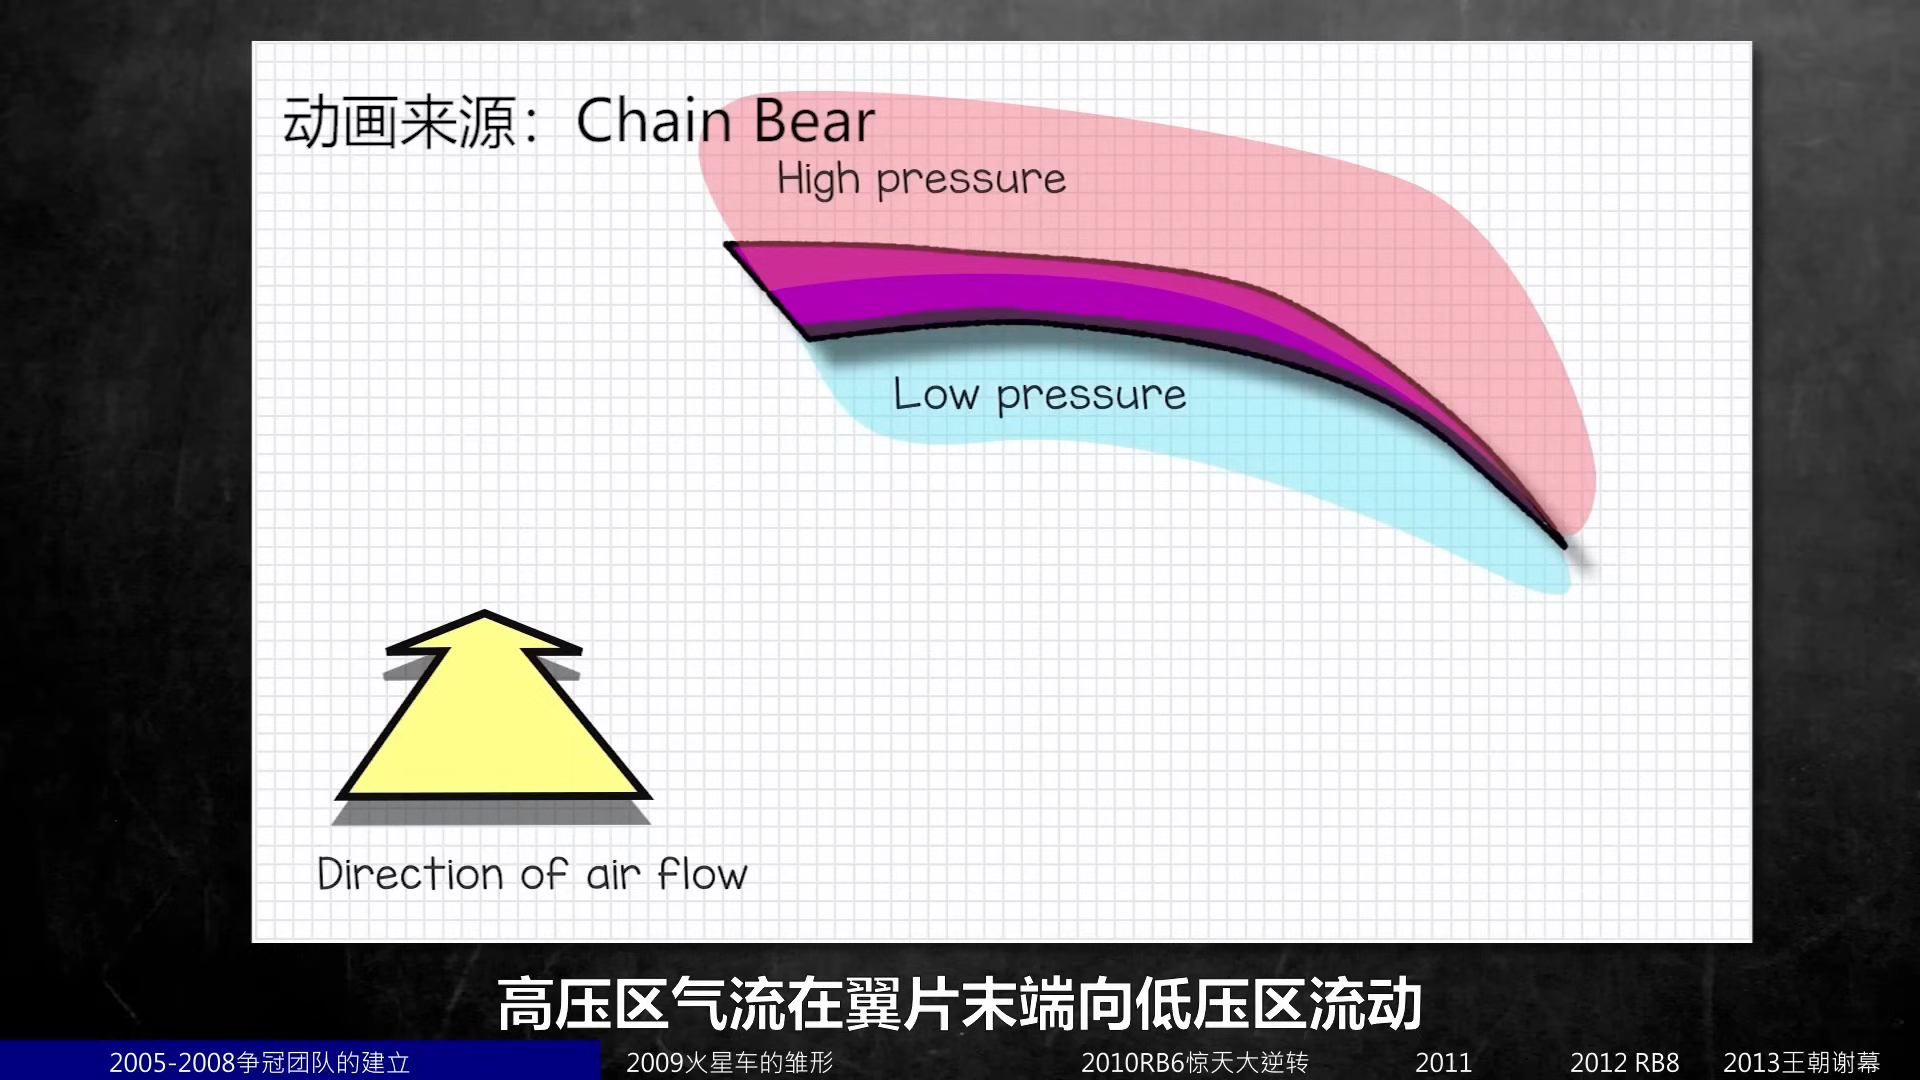 动画来源：Chain Bear
High pressure
Low pressure
Direction of air flow
高压区气流在翼片末端向低压区流动
2005-2008争冠团队的建立
2009火星车的雏形
2010RB6惊天大逆转
2011
2012 RB8
2013王朝谢幕